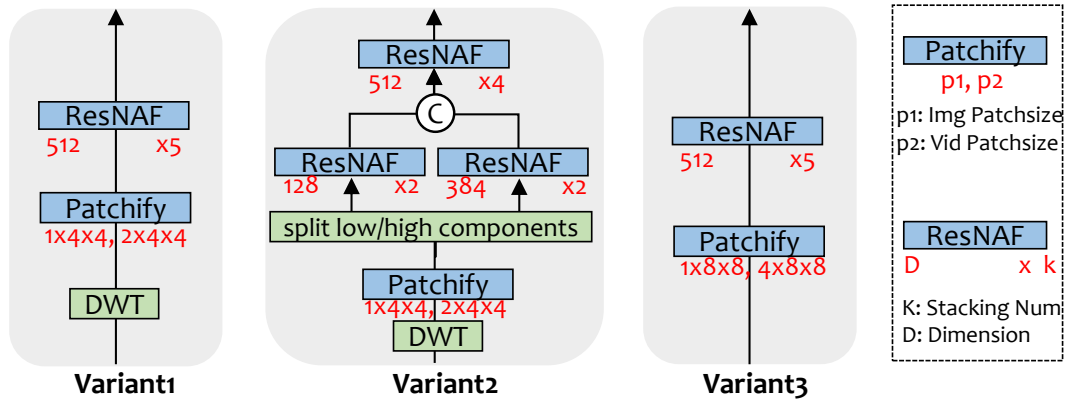 ResNAF
512 x5
Patchify
1x4x4, 2x4x4
DWT
Variant1
ResNAF
512 x4
C
ResNAF
128 x2
ResNAF
384 x2
split low/high components
Patchify
1x4x4, 2x4x4
DWT
Variant2
ResNAF
512 x5
Patchify
1x8x8, 4x8x8
Variant3
Patchify
p1, p2
p1: Img Patchsize
p2: Vid Patchsize
ResNAF
D x k
K: Stacking Num
D: Dimension